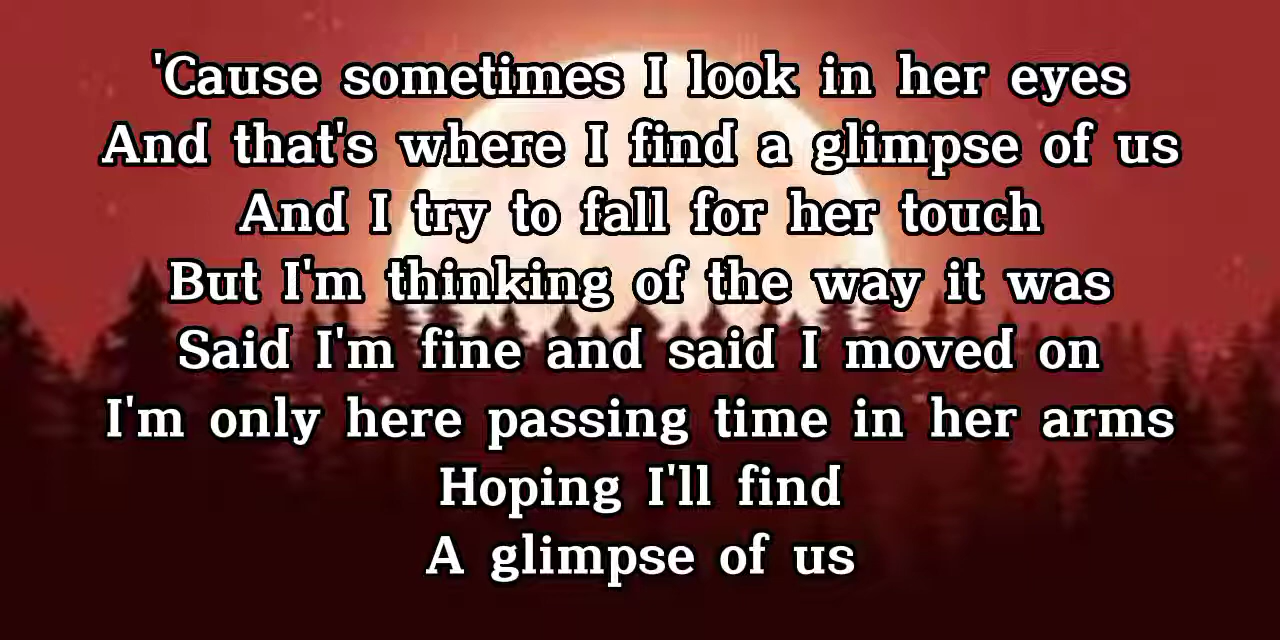 'Cause sometimes I look in her eyes
And that's where I find a glimpse of us
And I try to fall for her touch
But I'm thinking of the way it was
Said I'm fine and said I moved on
I'm only here passing time in her arms
Hoping I'll find
A glimpse of us